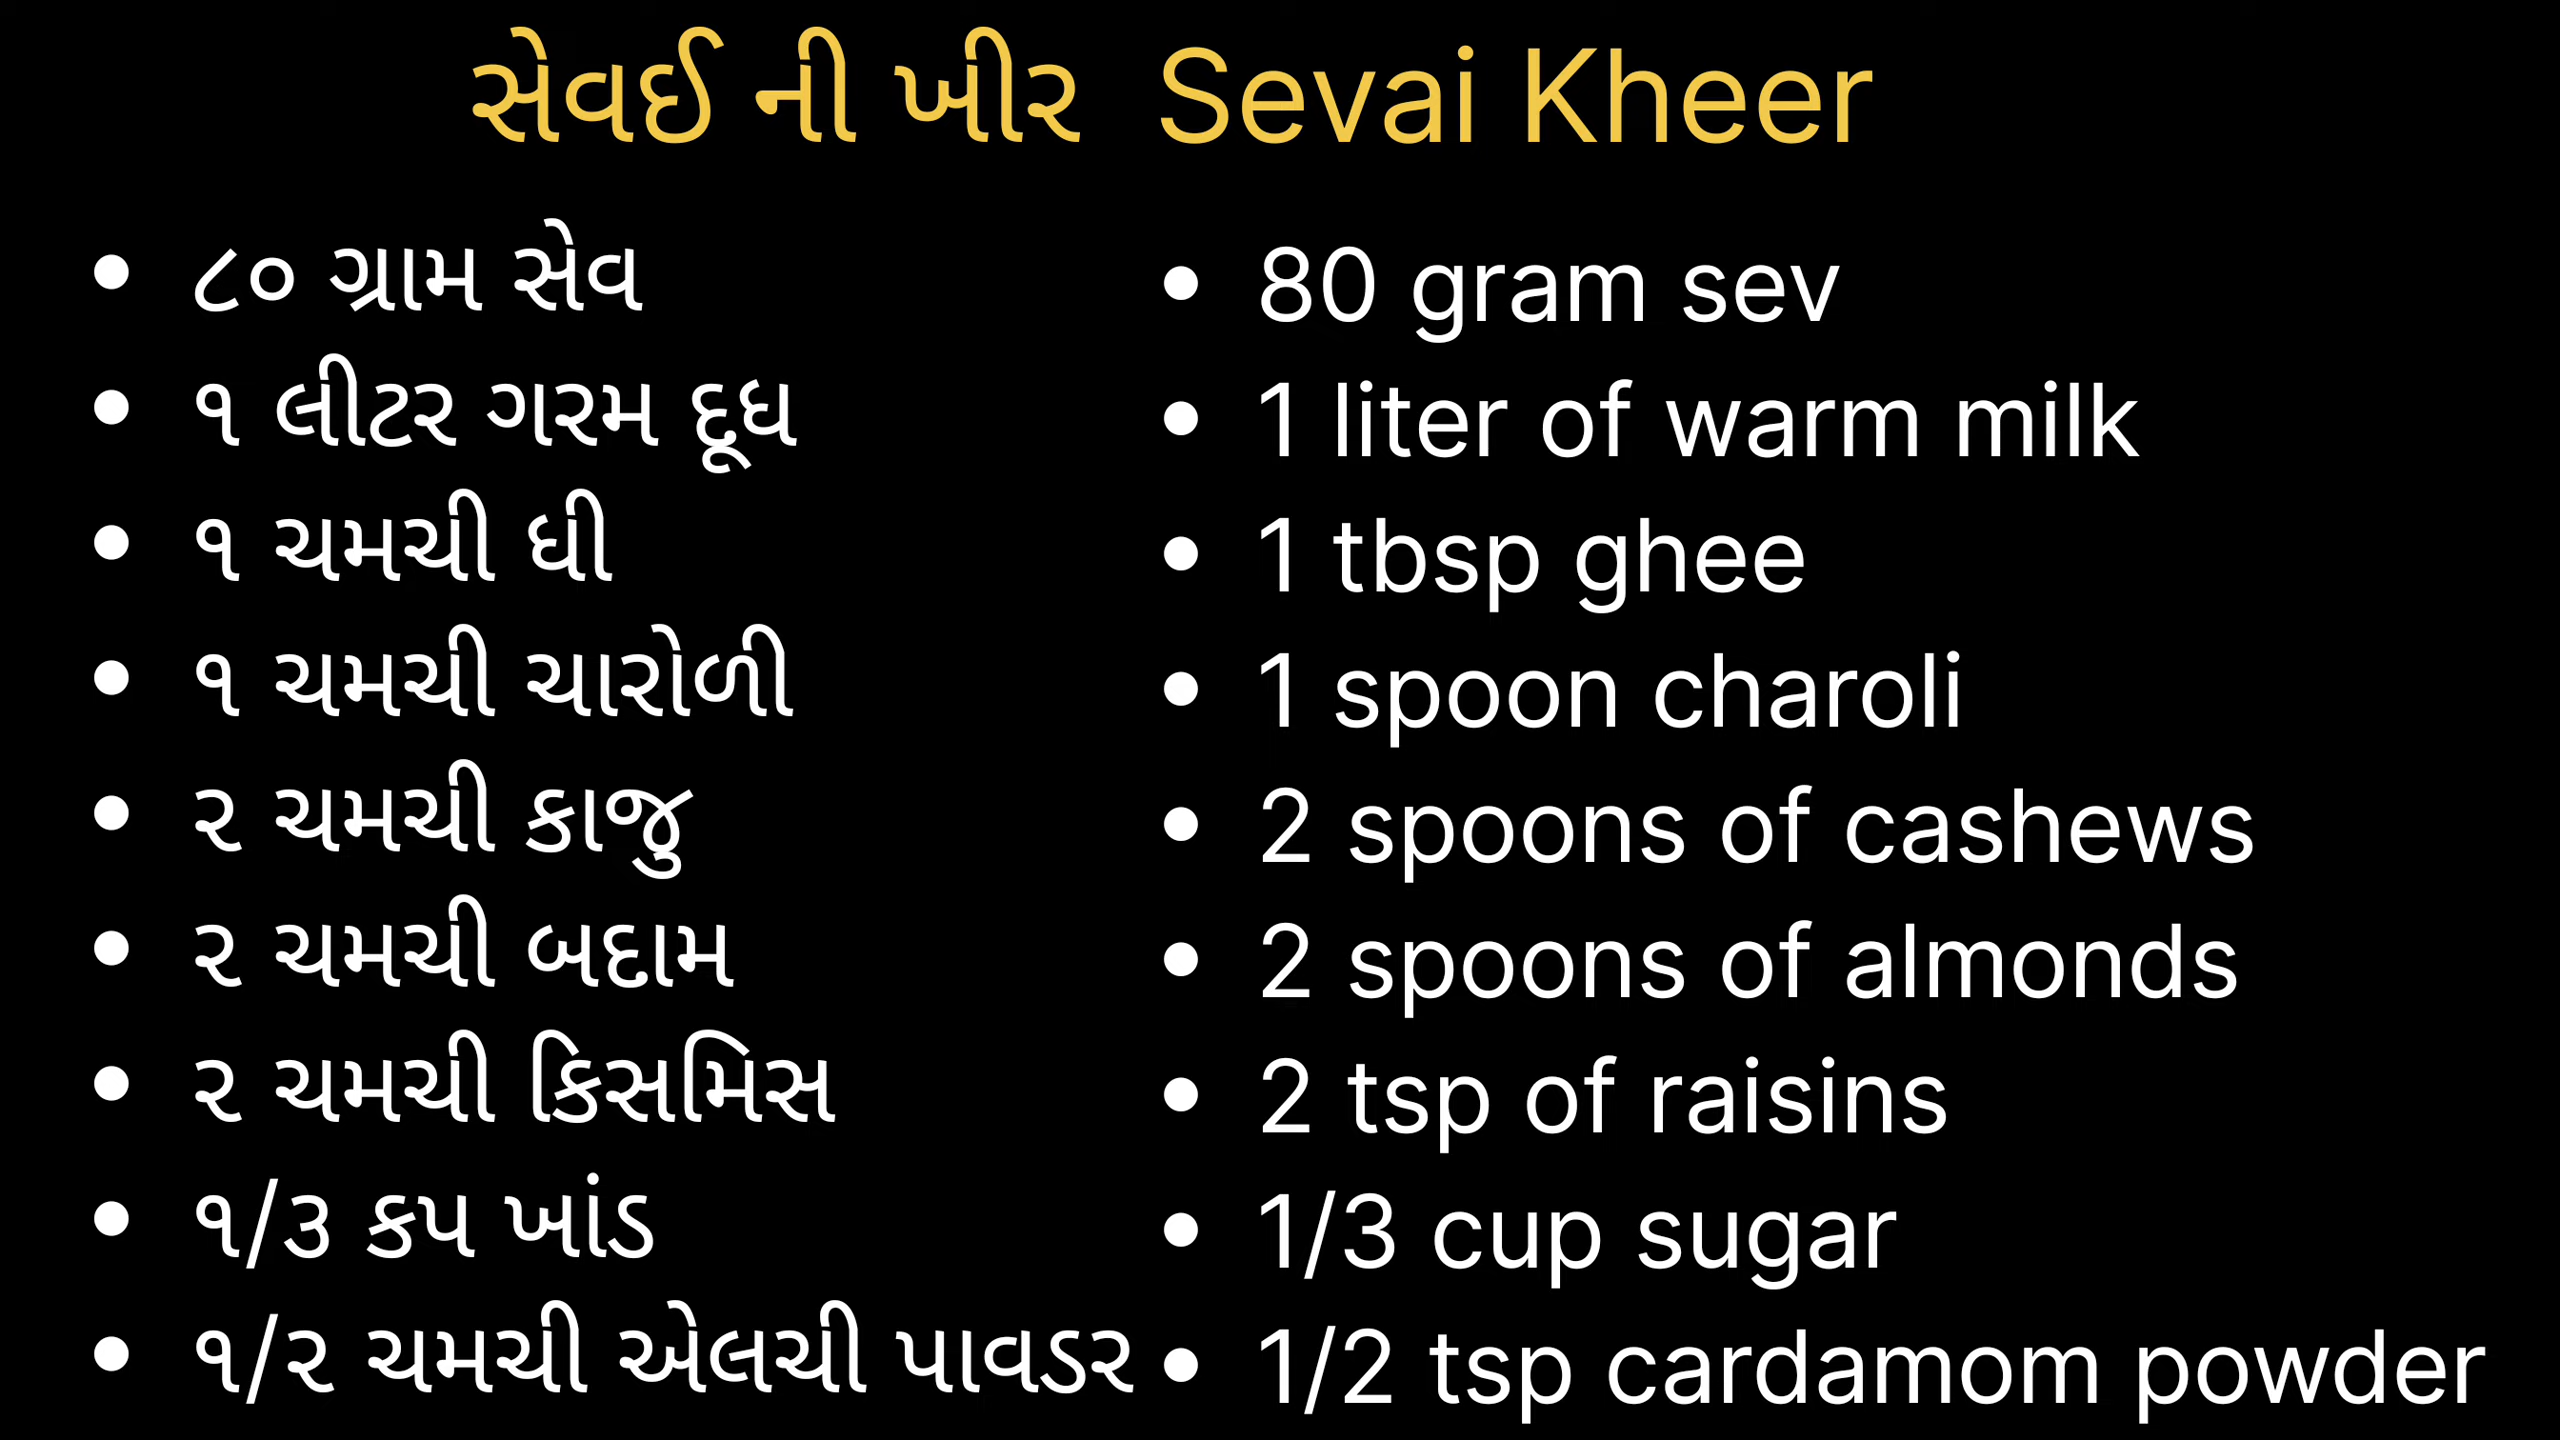 સેવઈ ની ખીર Sevai Kheer
• ૮૦ ગ્રામ સેવ
• ૧ લીટર ગરમ દૂધ
• ૧ ચમચી ઘી
• ૧ ચમચી ચારોળી
• ૨ ચમચી કાજુ
• ૨ ચમચી બદામ
• ૨ ચમચી કિસમિસ
• ૧/૩ કપ ખાંડ
• ૧/૨ ચમચી એલચી પાવડર
• 80 gram sev
• 1 liter of warm milk
• 1 tbsp ghee
• 1 spoon charoli
• 2 spoons of cashews
• 2 spoons of almonds
• 2 tsp of raisins
• 1/3 cup sugar
• 1/2 tsp cardamom powder